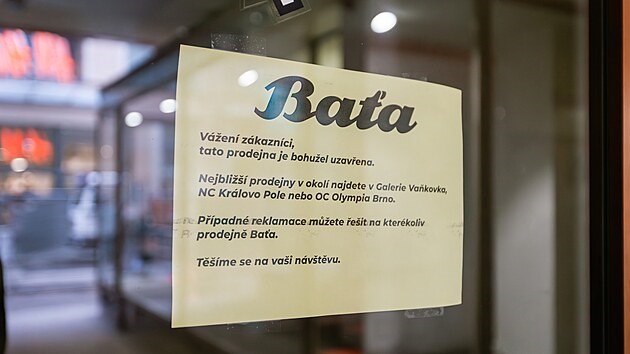 Baťa
Vážení zákazníci,
tato prodejna je bohužel uzavřena.
Nejbližší prodejny v okolí najdete v Galerie Vaňkovka,
NC Královo Pole nebo OC Olympia Brno.
Případné reklamace můžete řešit na kterékoliv
prodejně Baťa.
Těšíme se na vaši návštěvu.